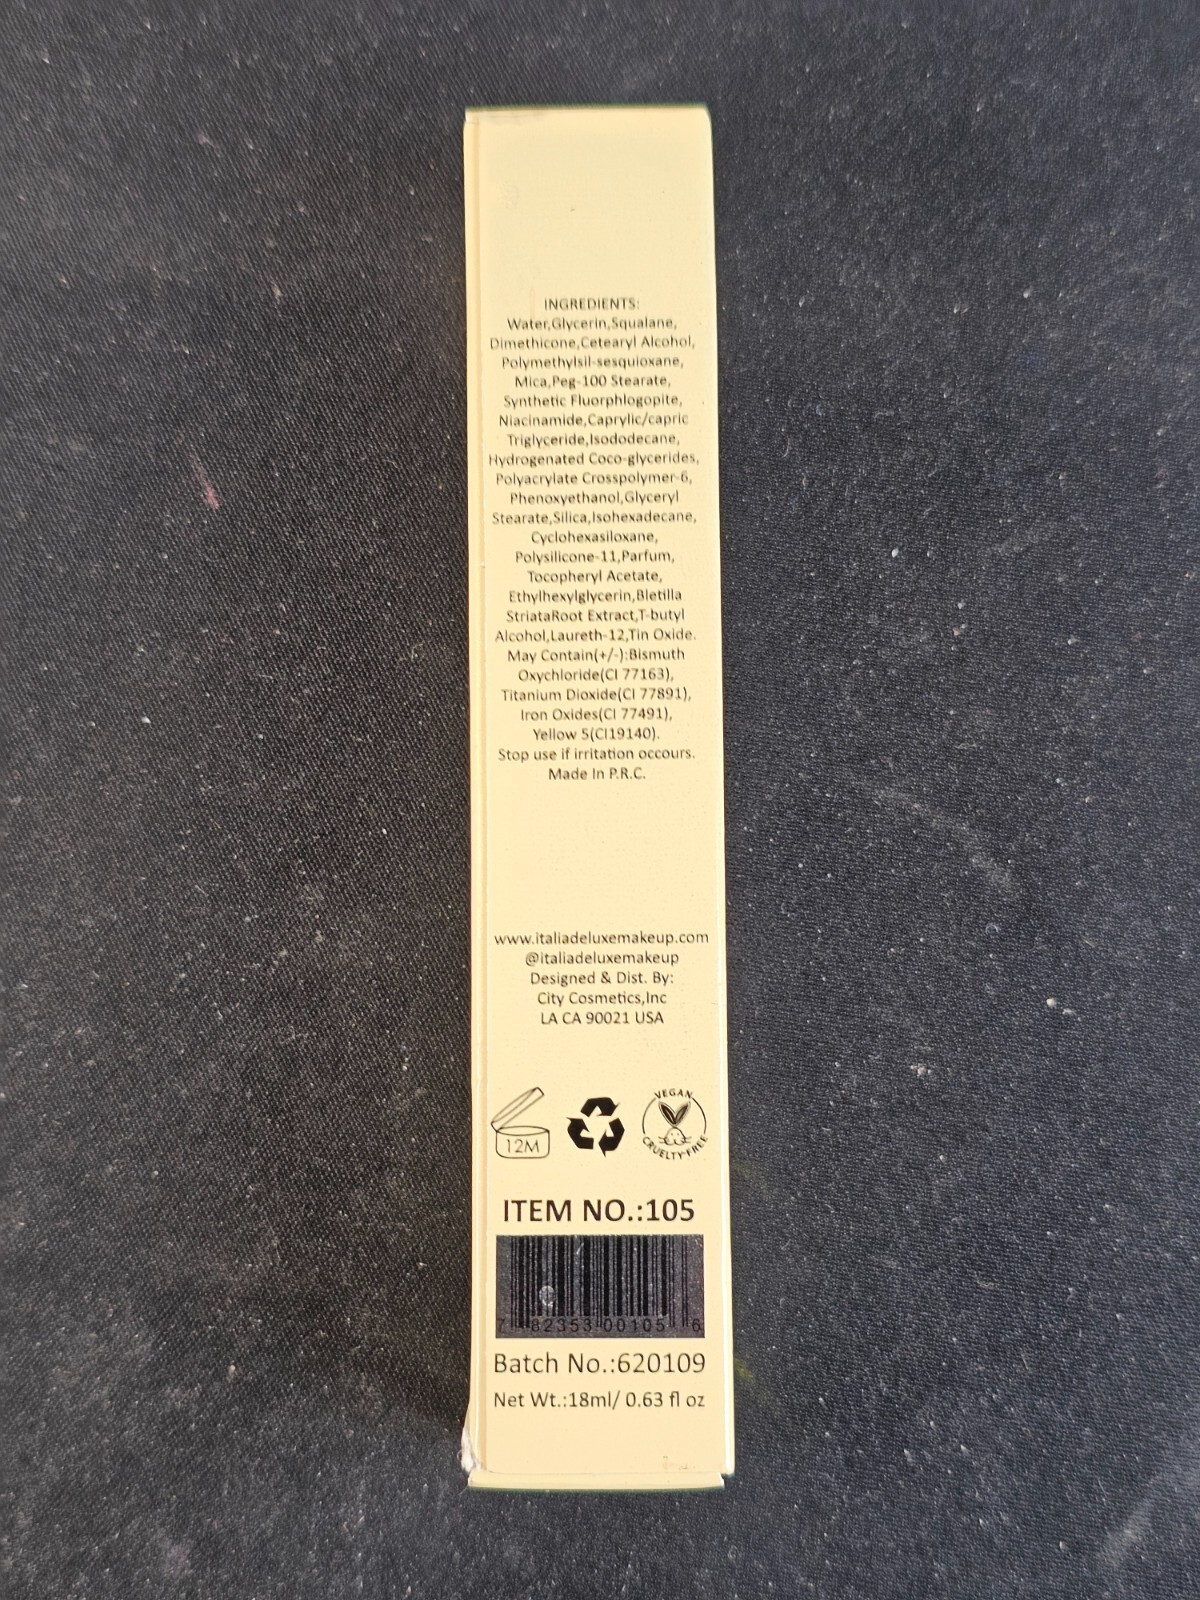 INGREDIENTS:
Water,Glycerin,Squalane,
Dimethicone,Cetearyl Alcohol,
Polymethylsil-sesquioxane,
Mica,Peg-100 Stearate,
Synthetic Fluorphlogopite,
Niacinamide,Caprylic/capric
Triglyceride,Isododecane,
Hydrogenated Coco-glycerides,
Polyacrylate Crosspolymer-6,
Phenoxyethanol,Glyceryl
Stearate,Silica,Isohexadecane,
Cyclohexasiloxane,
Polysilicone-11,Parfum,
Tocopheryl Acetate,
Ethylhexylglycerin,Bletilla
StriataRoot Extract,T-butyl
Alcohol,Laureth-12,Tin Oxide.
May Contain(+/-):Bismuth
Oxychloride(CI 77163),
Titanium Dioxide(CI 77891),
Iron Oxides(CI 77491),
Yellow 5(CI19140).
Stop use if irritation occours.
Made In P.R.C.
www.italiadeluxemakeup.com
@italiadeluxemakeup
Designed & Dist. By:
City Cosmetics,Inc
LA CA 90021 USA
12M
VEGAN
CRUELTY-FREE
ITEM NO.:105
7 82353 00105 6
Batch No.:620109
Net Wt.:18ml/ 0.63 fl oz